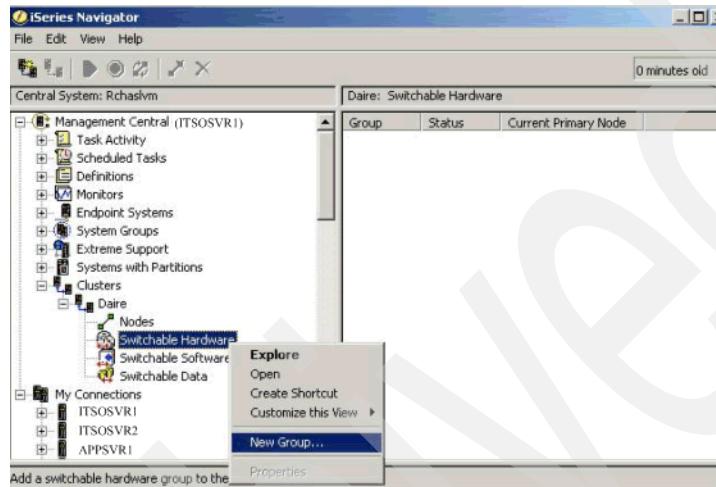 iSeries Navigator
File Edit View Help
0 minutes old
Central System: Rchaslvm
Daire: Switchable Hardware
Management Central (ITSOSVR1)
Task Activity
Scheduled Tasks
Definitions
Monitors
Endpoint Systems
System Groups
Extreme Support
Systems with Partitions
Clusters
Daire
Nodes
Switchable Hardware
Switchable Software
Switchable Data
My Connections
ITSOSVR1
ITSOSVR2
APPSVR1
Group Status Current Primary Node
Explore
Open
Create Shortcut
Customize this View
New Group...
Properties
Add a switchable hardware group to the